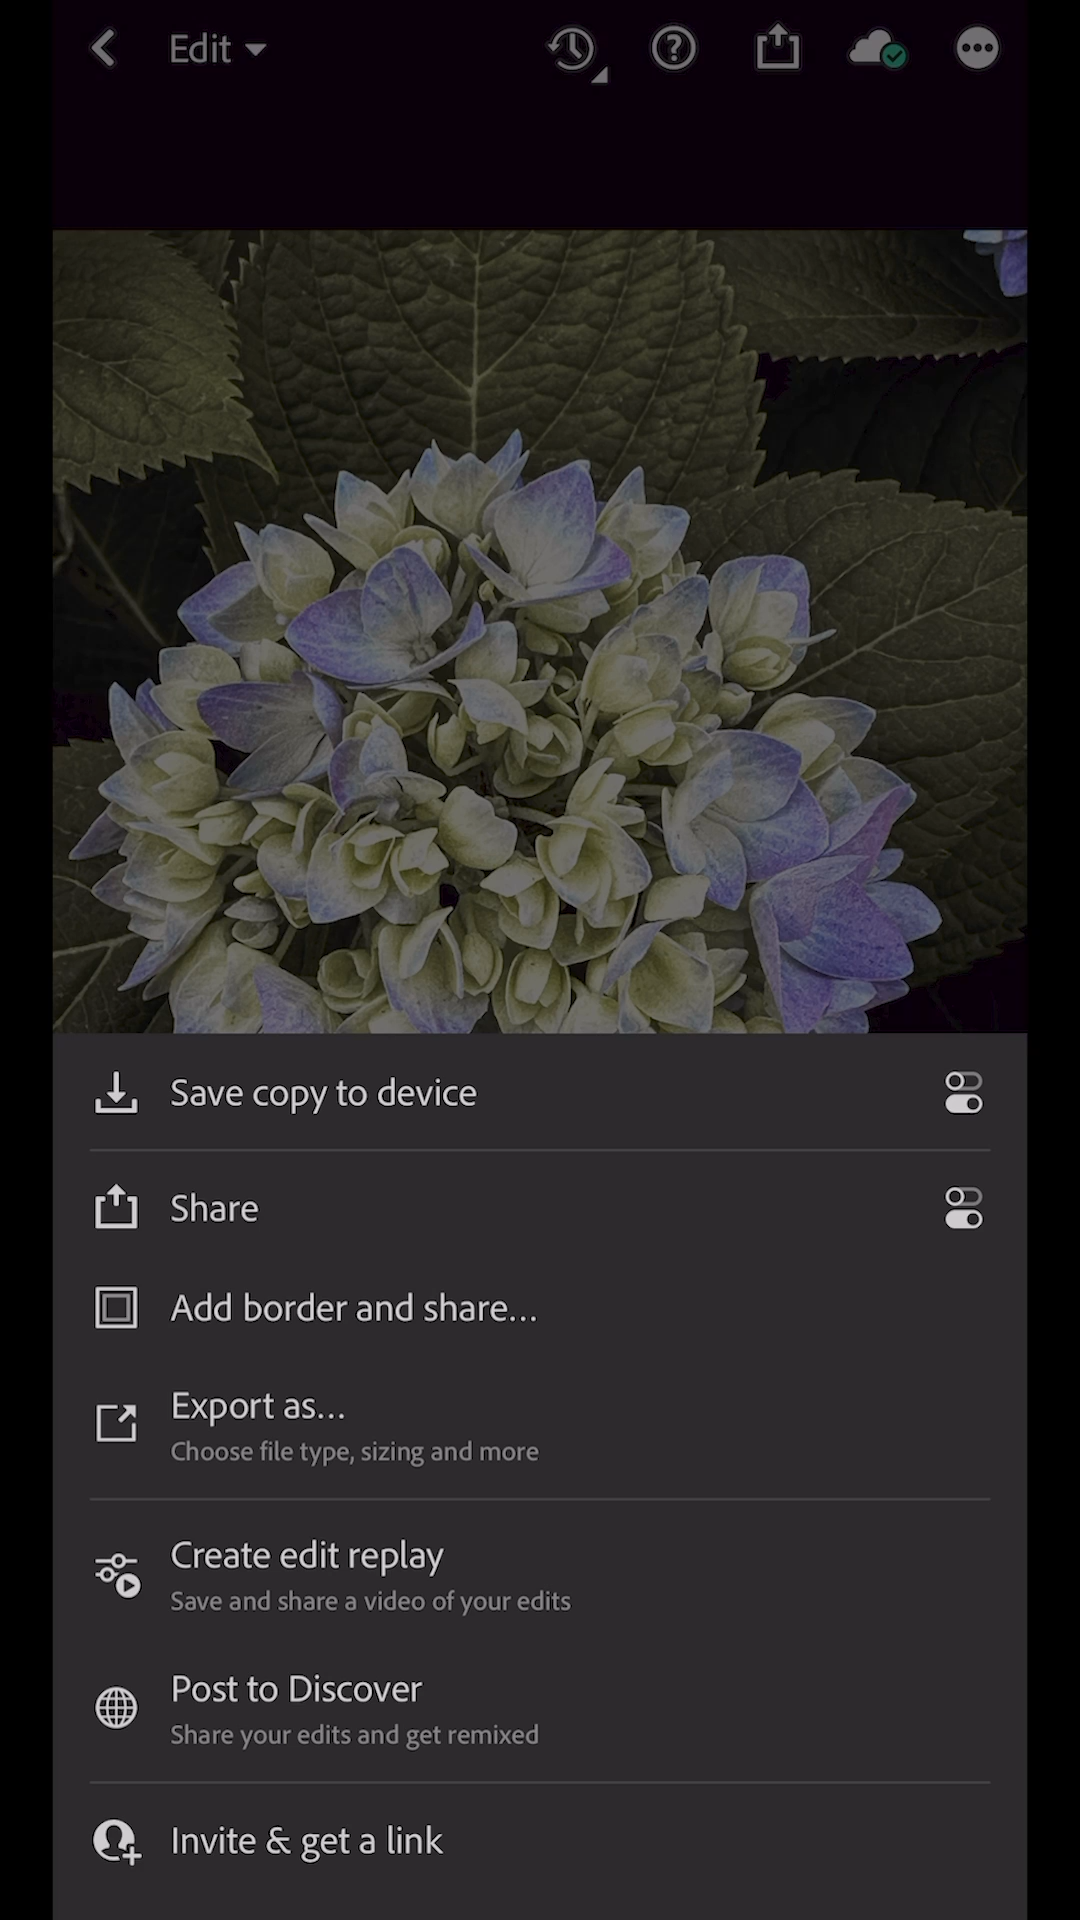 Edit
Save copy to device
Share
Add border and share...
Export as...
Choose file type, sizing and more
Create edit replay
Save and share a video of your edits
Post to Discover
Share your edits and get remixed
Invite & get a link